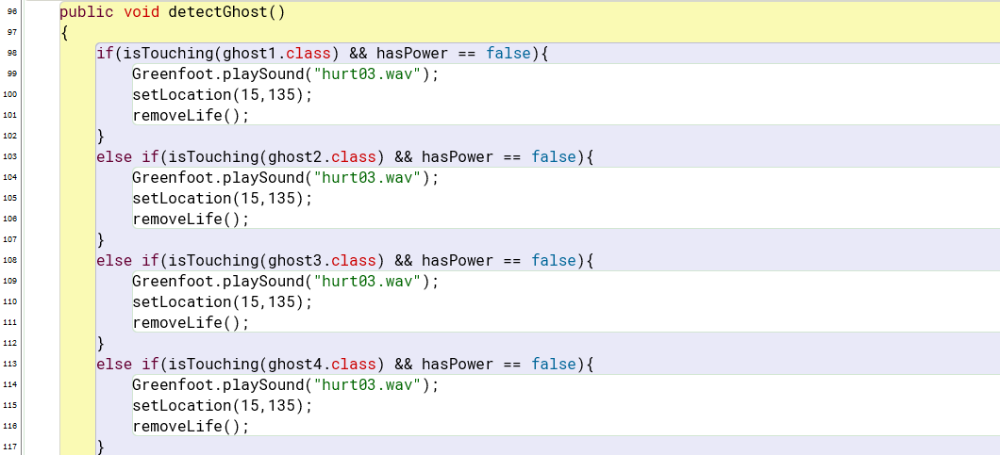 96 public void detectGhost()
97 {
98 if(isTouching(ghost1.class) && hasPower == false){
99 Greenfoot.playSound("hurt03.wav");
100 setLocation(15,135);
101 removeLife();
102 }
103 else if(isTouching(ghost2.class) && hasPower == false){
104 Greenfoot.playSound("hurt03.wav");
105 setLocation(15,135);
106 removeLife();
107 }
108 else if(isTouching(ghost3.class) && hasPower == false){
109 Greenfoot.playSound("hurt03.wav");
110 setLocation(15,135);
111 removeLife();
112 }
113 else if(isTouching(ghost4.class) && hasPower == false){
114 Greenfoot.playSound("hurt03.wav");
115 setLocation(15,135);
116 removeLife();
117 }